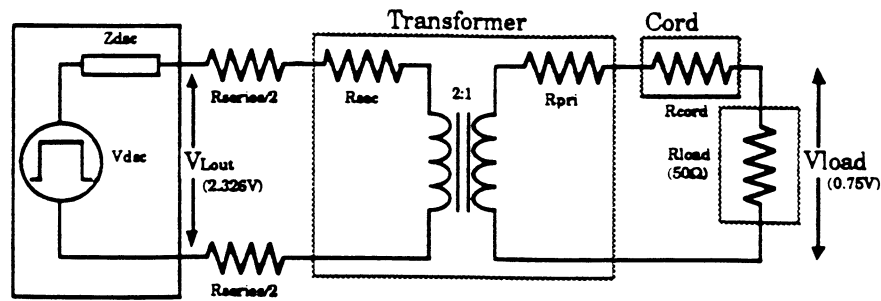 Transformer
Cord
Zdac
Rseries/2
Rsec
2:1
Rpri
Rcord
Vdac
VLout
(2.326V)
Rload
(50Ω)
Vload
(0.75V)
Rseries/2